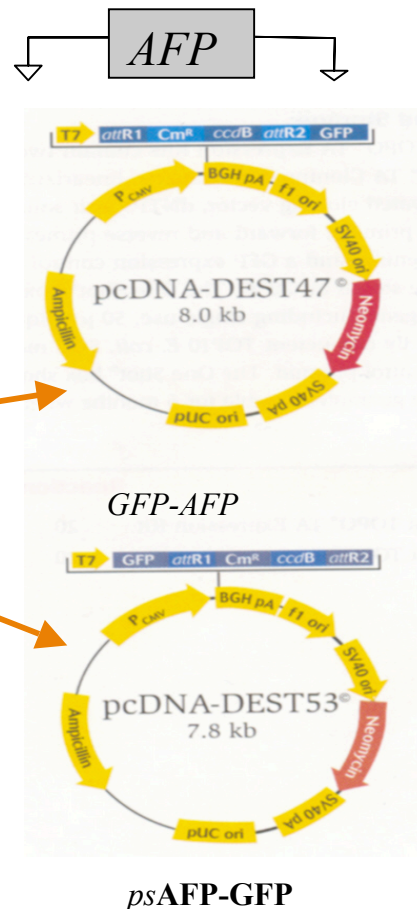 AFP
T7 attR1 CmR ccdB attR2 GFP
PCMV BGH pA f1 ori SV40 ori
Ampicillin Neomycin
pcDNA-DEST47©
8.0 kb
pUC ori SV40 pA
GFP-AFP
T7 GFP attR1 CmR ccdB attR2
PCMV BGH pA f1 ori SV40 ori
pcDNA-DEST53©
7.8 kb
Ampicillin Neomycin
pUC ori SV40 pA
psAFP-GFP